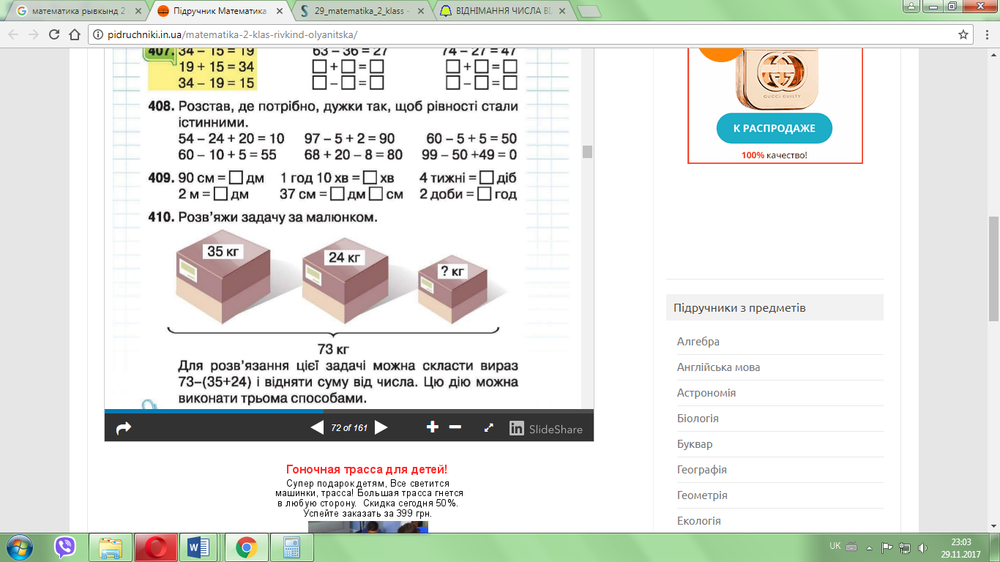 математика рывкынд 2
Підручник Математика
29_matematika_2_klass -
ВІДНІМАННЯ ЧИСЛА ВІ
pidruchniki.in.ua/matematika-2-klas-rivkind-olyanitska/
407. 34 – 15 = 19 63 – 36 = 27 74 – 27 = 47
19 + 15 = 34 □ + □ = □ □ + □ = □
34 – 19 = 15 □ – □ = □ □ – □ = □
408. Розстав, де потрібно, дужки так, щоб рівності стали
істинними.
54 – 24 + 20 = 10 97 – 5 + 2 = 90 60 – 5 + 5 = 50
60 – 10 + 5 = 55 68 + 20 – 8 = 80 99 – 50 +49 = 0
409. 90 см = □ дм 1 год 10 хв = □ хв 4 тижні = □ діб
2 м = □ дм 37 см = □ дм □ см 2 доби = □ год
410. Розв’яжи задачу за малюнком.
35 кг
24 кг
? кг
73 кг
Для розв’язання цієї задачі можна скласти вираз
73–(35+24) і відняти суму від числа. Цю дію можна
виконати трьома способами.
72 of 161
in SlideShare
Гоночная трасса для детей!
Супер подарок детям, Все светится
машинки, трасса! Большая трасса гнется
в любую сторону. Скидка сегодня 50%.
Успейте заказать за 399 грн.
GUCCI GUILTY
К РАСПРОДАЖЕ
100% качество!
Підручники з предметів
Алгебра
Англійська мова
Астрономія
Біологія
Буквар
Географія
Геометрія
Екологія
UK
23:03
29.11.2017